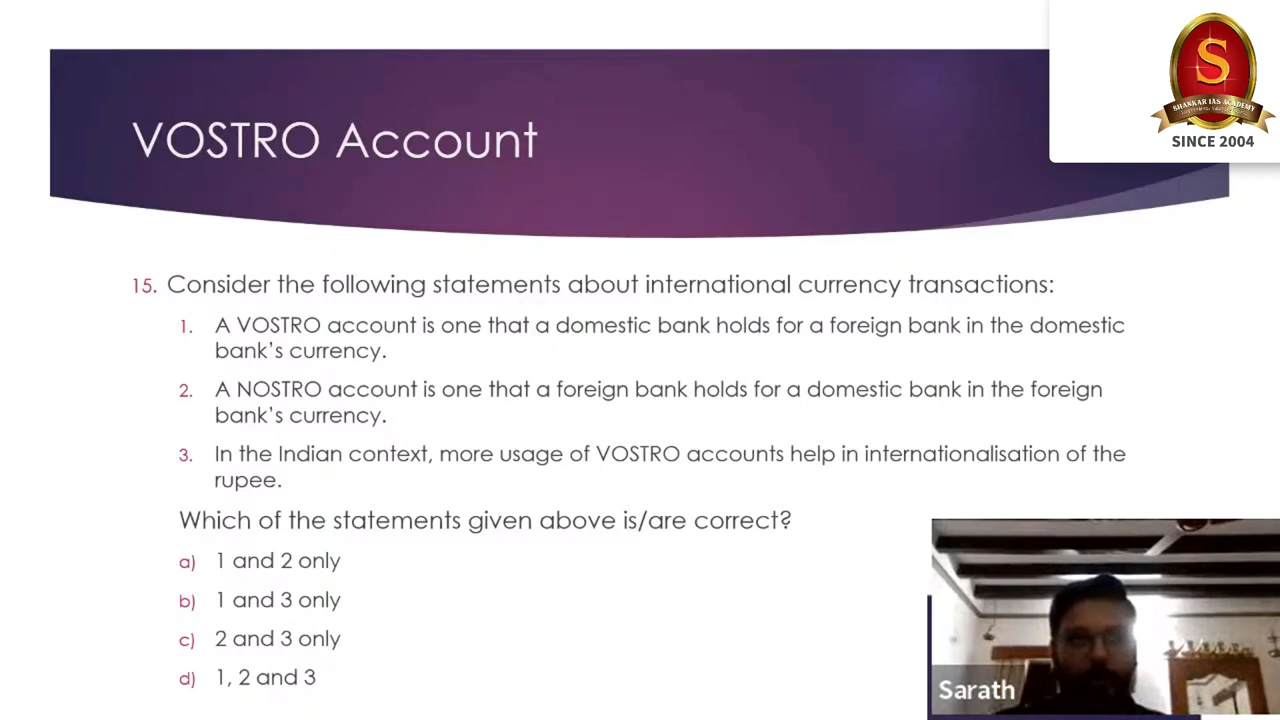 S
SHANKAR IAS ACADEMY
SINCE 2004
VOSTRO Account
15. Consider the following statements about international currency transactions:
1. A VOSTRO account is one that a domestic bank holds for a foreign bank in the domestic
bank's currency.
2. A NOSTRO account is one that a foreign bank holds for a domestic bank in the foreign
bank's currency.
3. In the Indian context, more usage of VOSTRO accounts help in internationalisation of the
rupee.
Which of the statements given above is/are correct?
a) 1 and 2 only
b) 1 and 3 only
c) 2 and 3 only
d) 1, 2 and 3
Sarath